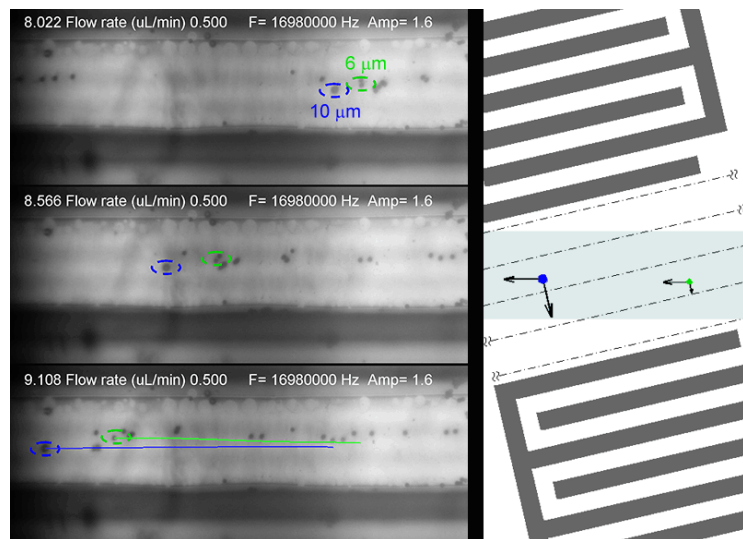 8.022 Flow rate (uL/min) 0.500 F= 16980000 Hz Amp= 1.6
6 µm
10 µm
8.566 Flow rate (uL/min) 0.500 F= 16980000 Hz Amp= 1.6
9.108 Flow rate (uL/min) 0.500 F= 16980000 Hz Amp= 1.6